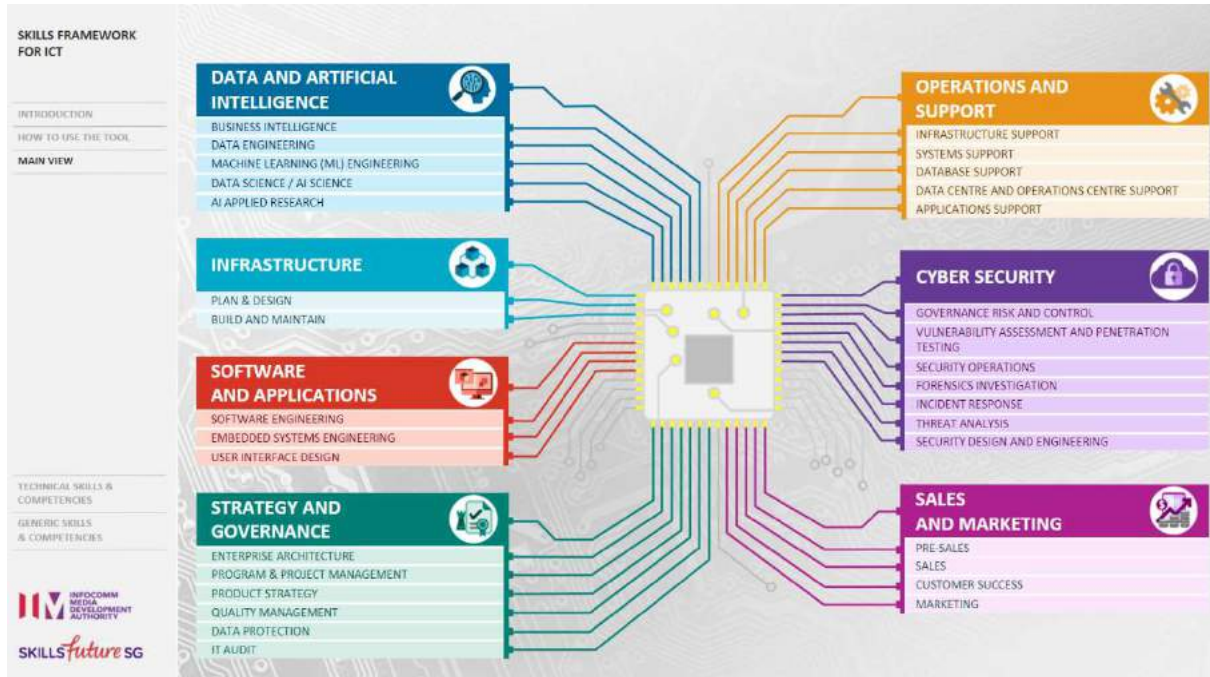 SKILLS FRAMEWORK
FOR ICT
INTRODUCTION
HOW TO USE THE TOOL
MAIN VIEW
TECHNICAL SKILLS &
COMPETENCIES
GENERIC SKILLS
& COMPETENCIES
INFOCOMM
MEDIA
DEVELOPMENT
AUTHORITY
SKILLSfuture SG
DATA AND ARTIFICIAL
INTELLIGENCE
BUSINESS INTELLIGENCE
DATA ENGINEERING
MACHINE LEARNING (ML) ENGINEERING
DATA SCIENCE / AI SCIENCE
AI APPLIED RESEARCH
INFRASTRUCTURE
PLAN & DESIGN
BUILD AND MAINTAIN
SOFTWARE
AND APPLICATIONS
SOFTWARE ENGINEERING
EMBEDDED SYSTEMS ENGINEERING
USER INTERFACE DESIGN
STRATEGY AND
GOVERNANCE
ENTERPRISE ARCHITECTURE
PROGRAM & PROJECT MANAGEMENT
PRODUCT STRATEGY
QUALITY MANAGEMENT
DATA PROTECTION
IT AUDIT
OPERATIONS AND
SUPPORT
INFRASTRUCTURE SUPPORT
SYSTEMS SUPPORT
DATABASE SUPPORT
DATA CENTRE AND OPERATIONS CENTRE SUPPORT
APPLICATIONS SUPPORT
CYBER SECURITY
GOVERNANCE RISK AND CONTROL
VULNERABILITY ASSESSMENT AND PENETRATION
TESTING
SECURITY OPERATIONS
FORENSICS INVESTIGATION
INCIDENT RESPONSE
THREAT ANALYSIS
SECURITY DESIGN AND ENGINEERING
SALES
AND MARKETING
PRE-SALES
SALES
CUSTOMER SUCCESS
MARKETING